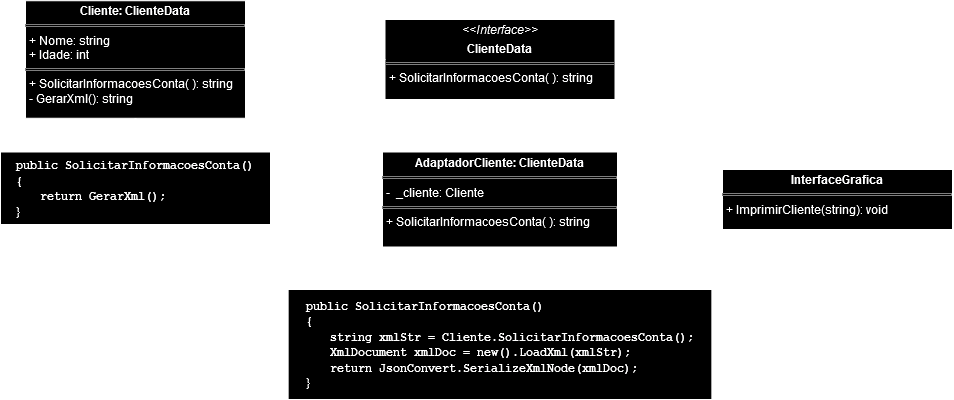 Cliente: ClienteData
+ Nome: string
+ Idade: int
+ SolicitarInformacoesConta( ): string
- GerarXml(): string
<<Interface>>
ClienteData
+ SolicitarInformacoesConta( ): string
public SolicitarInformacoesConta()
{
return GerarXml();
}
AdaptadorCliente: ClienteData
- _cliente: Cliente
+ SolicitarInformacoesConta( ): string
InterfaceGrafica
+ ImprimirCliente(string): void
public SolicitarInformacoesConta()
{
string xmlStr = Cliente.SolicitarInformacoesConta();
XmlDocument xmlDoc = new().LoadXml(xmlStr);
return JsonConvert.SerializeXmlNode(xmlDoc);
}